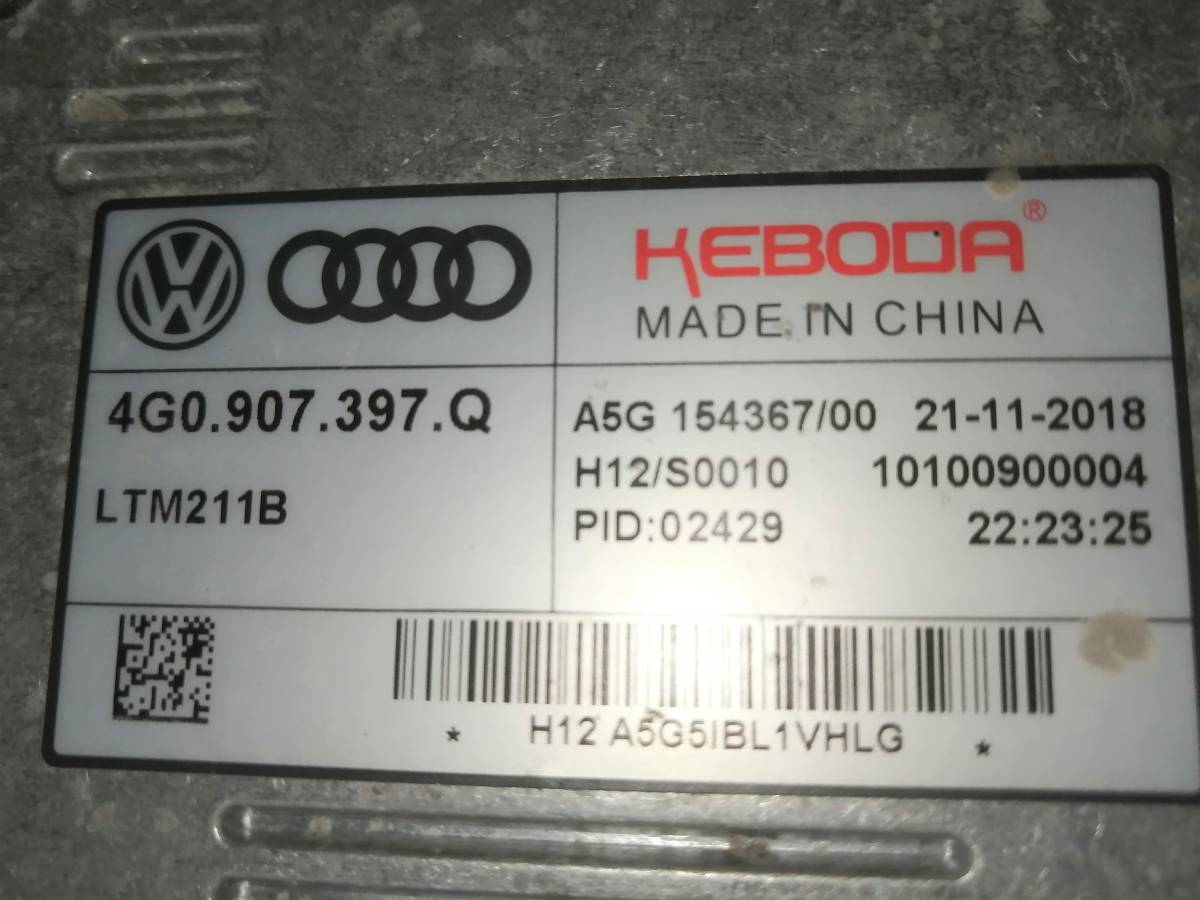 KEBODA®
MADE IN CHINA
4G0.907.397.Q
LTM211B
A5G 154367/00 21-11-2018
H12/S0010 10100900004
PID:02429 22:23:25
* H12 A5G5IBL1VHLG *